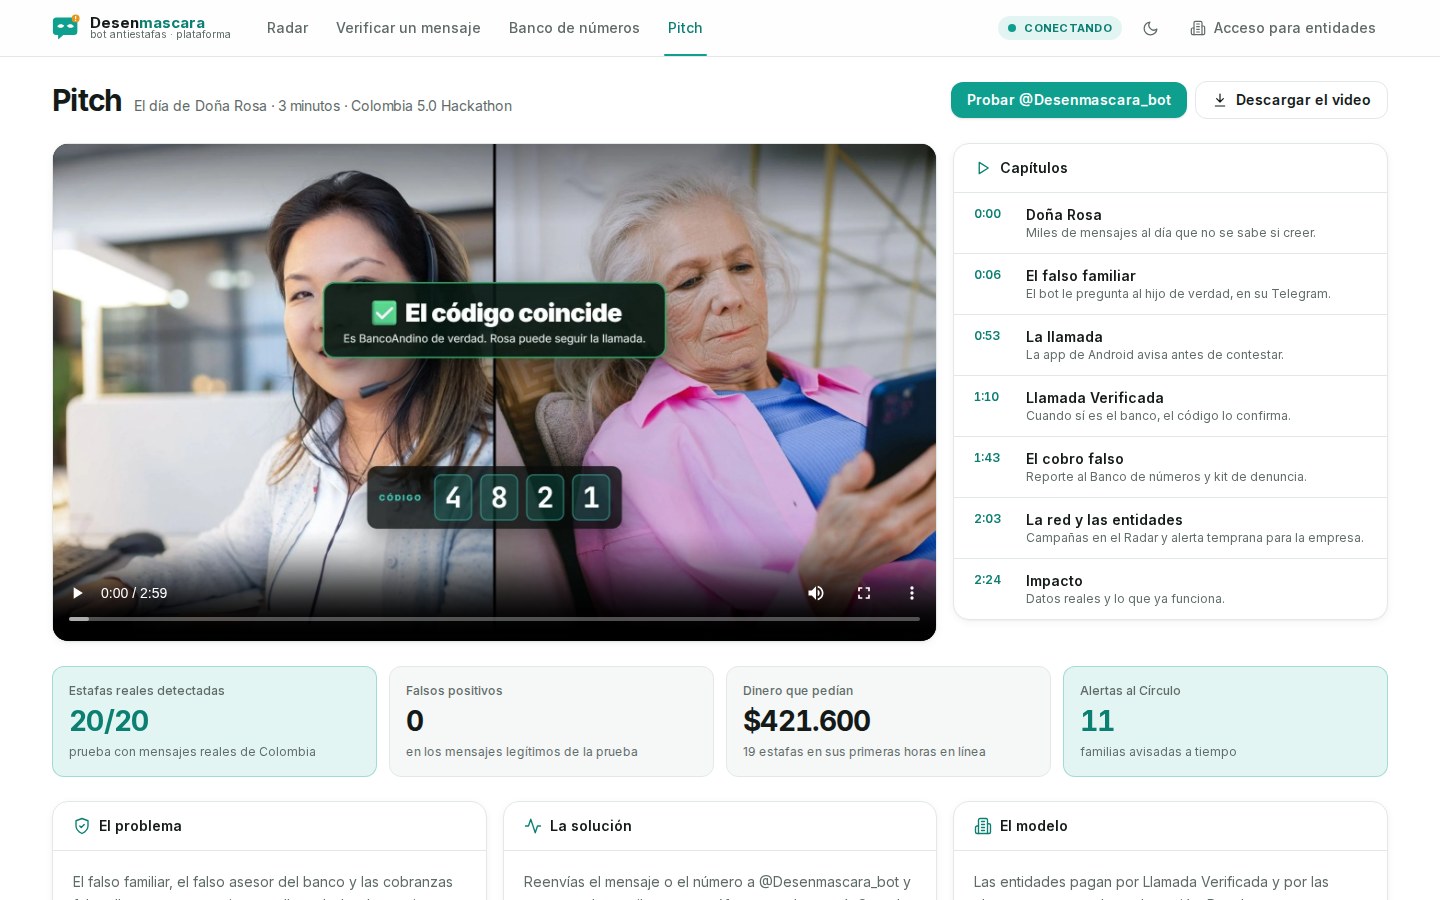 Desenmascara
bot antiestafas · plataforma
Radar
Verificar un mensaje
Banco de números
Pitch
CONECTANDO
Acceso para entidades
Pitch
El día de Doña Rosa · 3 minutos · Colombia 5.0 Hackathon
Probar @Desenmascara_bot
Descargar el video
✅ El código coincide
Es BancoAndino de verdad. Rosa puede seguir la llamada.
CÓDIGO 4 8 2 1
0:00 / 2:59
Capítulos
0:00 Doña Rosa
Miles de mensajes al día que no se sabe si creer.
0:06 El falso familiar
El bot le pregunta al hijo de verdad, en su Telegram.
0:53 La llamada
La app de Android avisa antes de contestar.
1:10 Llamada Verificada
Cuando sí es el banco, el código lo confirma.
1:43 El cobro falso
Reporte al Banco de números y kit de denuncia.
2:03 La red y las entidades
Campañas en el Radar y alerta temprana para la empresa.
2:24 Impacto
Datos reales y lo que ya funciona.
Estafas reales detectadas
20/20
prueba con mensajes reales de Colombia
Falsos positivos
0
en los mensajes legítimos de la prueba
Dinero que pedían
$421.600
19 estafas en sus primeras horas en línea
Alertas al Círculo
11
familias avisadas a tiempo
El problema
El falso familiar, el falso asesor del banco y las cobranzas
La solución
Reenvías el mensaje o el número a @Desenmascara_bot y
El modelo
Las entidades pagan por Llamada Verificada y por las